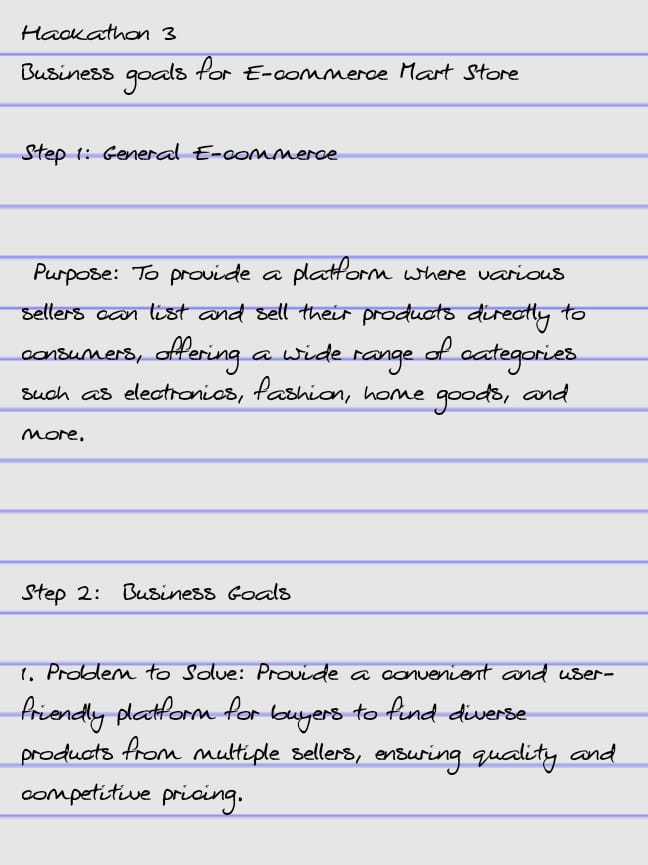 Hackathon 3
Business goals for E-commerce Mart Store
Step 1: General E-commerce
Purpose: To provide a platform where various
sellers can list and sell their products directly to
consumers, offering a wide range of categories
such as electronics, fashion, home goods, and
more.
Step 2: Business Goals
1. Problem to Solve: Provide a convenient and user-
friendly platform for buyers to find diverse
products from multiple sellers, ensuring quality and
competitive pricing.